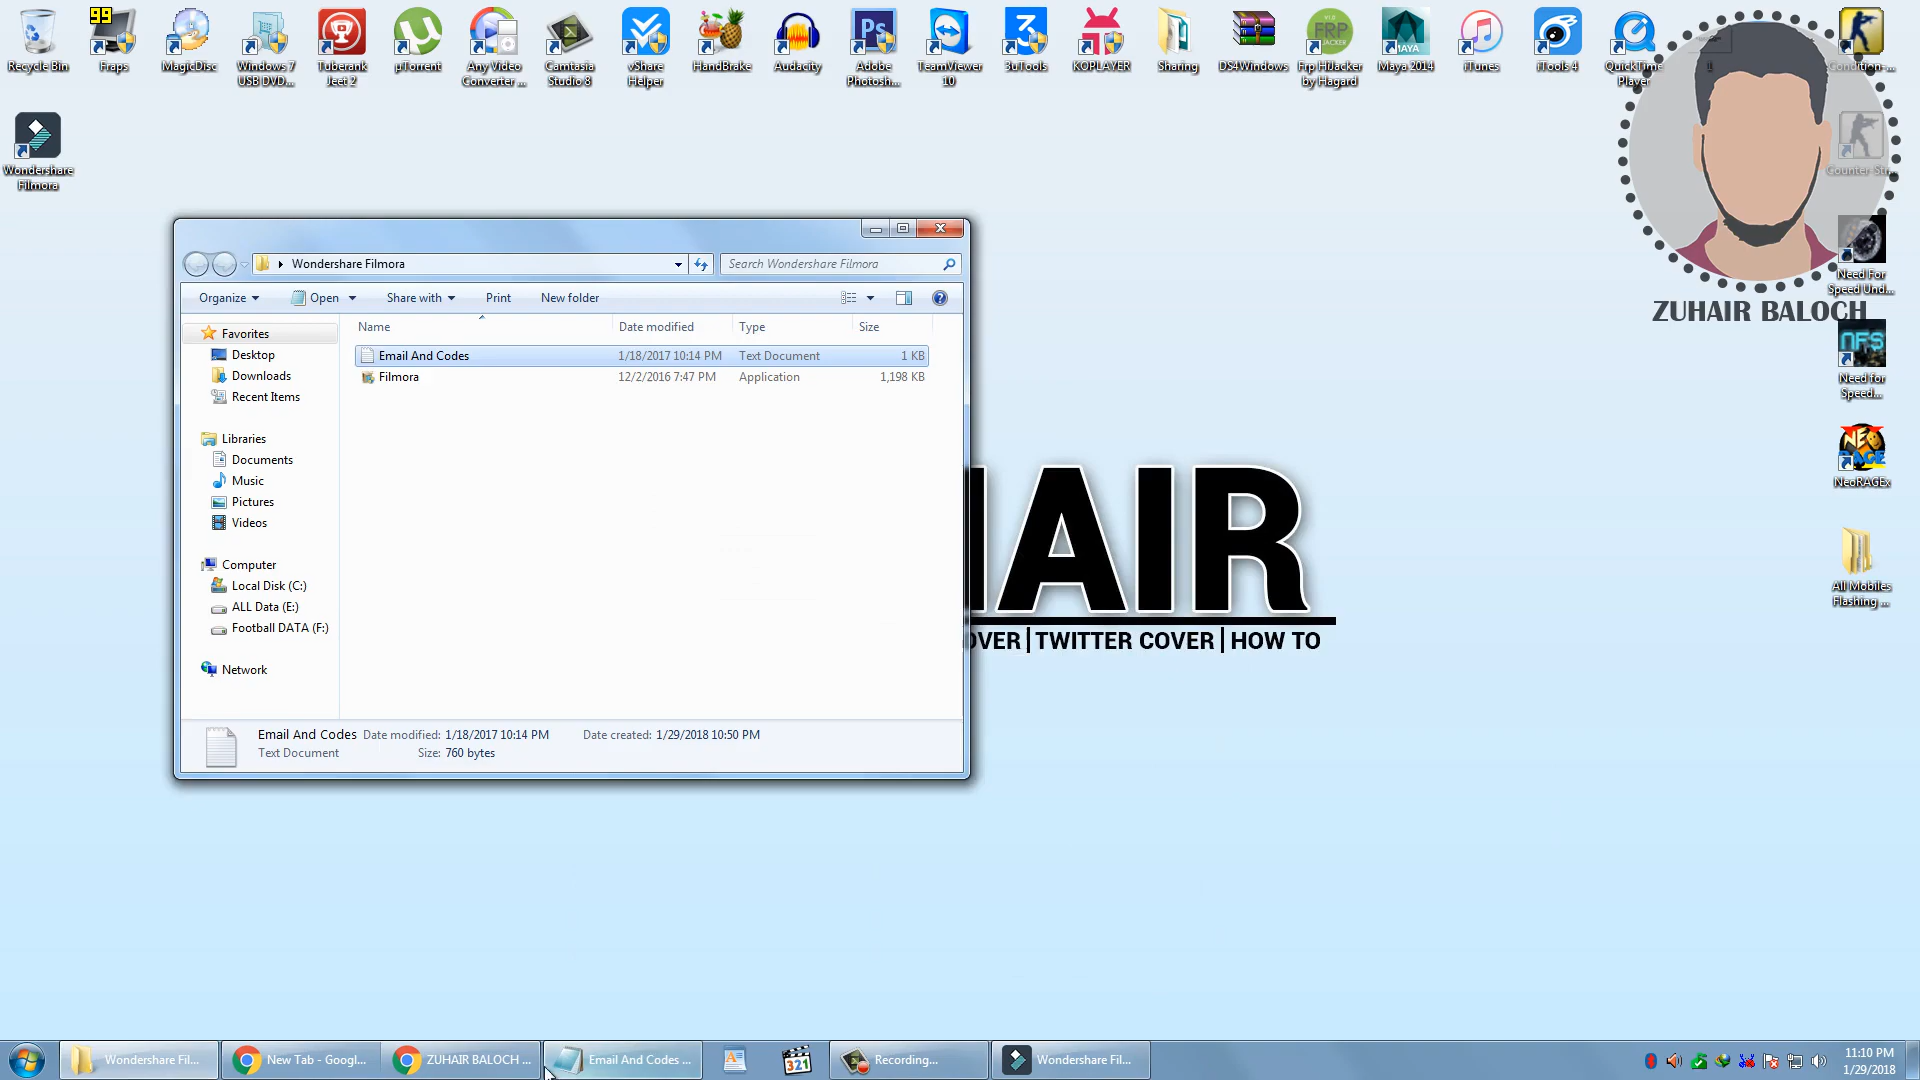 99
Recycle Bin
Fraps
MagicDisc
Windows 7
USB DVD...
Tuberank
Jeet 2
µTorrent
Any Video
Converter ...
Camtasia
Studio 8
vShare
Helper
HandBrake
Audacity
Adobe
Photosh...
TeamViewer
10
3uTools
KOPLAYER
Sharing
DS4Windows
Frp HiJacker
by Hagard
Maya 2014
iTunes
iTools 4
QuickTime
Player
1
Condition-...
Wondershare
Filmora
Counter-Str...
ZUHAIR BALOCH
Need For
Speed Und...
Need for
Speed...
NeoRAGEx
All Mobiles
Flashing ...
Wondershare Filmora
Search Wondershare Filmora
Organize
Open
Share with
Print
New folder
Name
Date modified
Type
Size
Favorites
Desktop
Downloads
Recent Items
Libraries
Documents
Music
Pictures
Videos
Computer
Local Disk (C:)
ALL Data (E:)
Football DATA (F:)
Network
Email And Codes 1/18/2017 10:14 PM Text Document 1 KB
Filmora 12/2/2016 7:47 PM Application 1,198 KB
Email And Codes Date modified: 1/18/2017 10:14 PM Date created: 1/29/2018 10:50 PM
Text Document Size: 760 bytes
HAIR
OVER|TWITTER COVER|HOW TO
Wondershare Fil...
New Tab - Googl...
ZUHAIR BALOCH ...
Email And Codes ...
321
Recording...
Wondershare Fil...
11:10 PM
1/29/2018